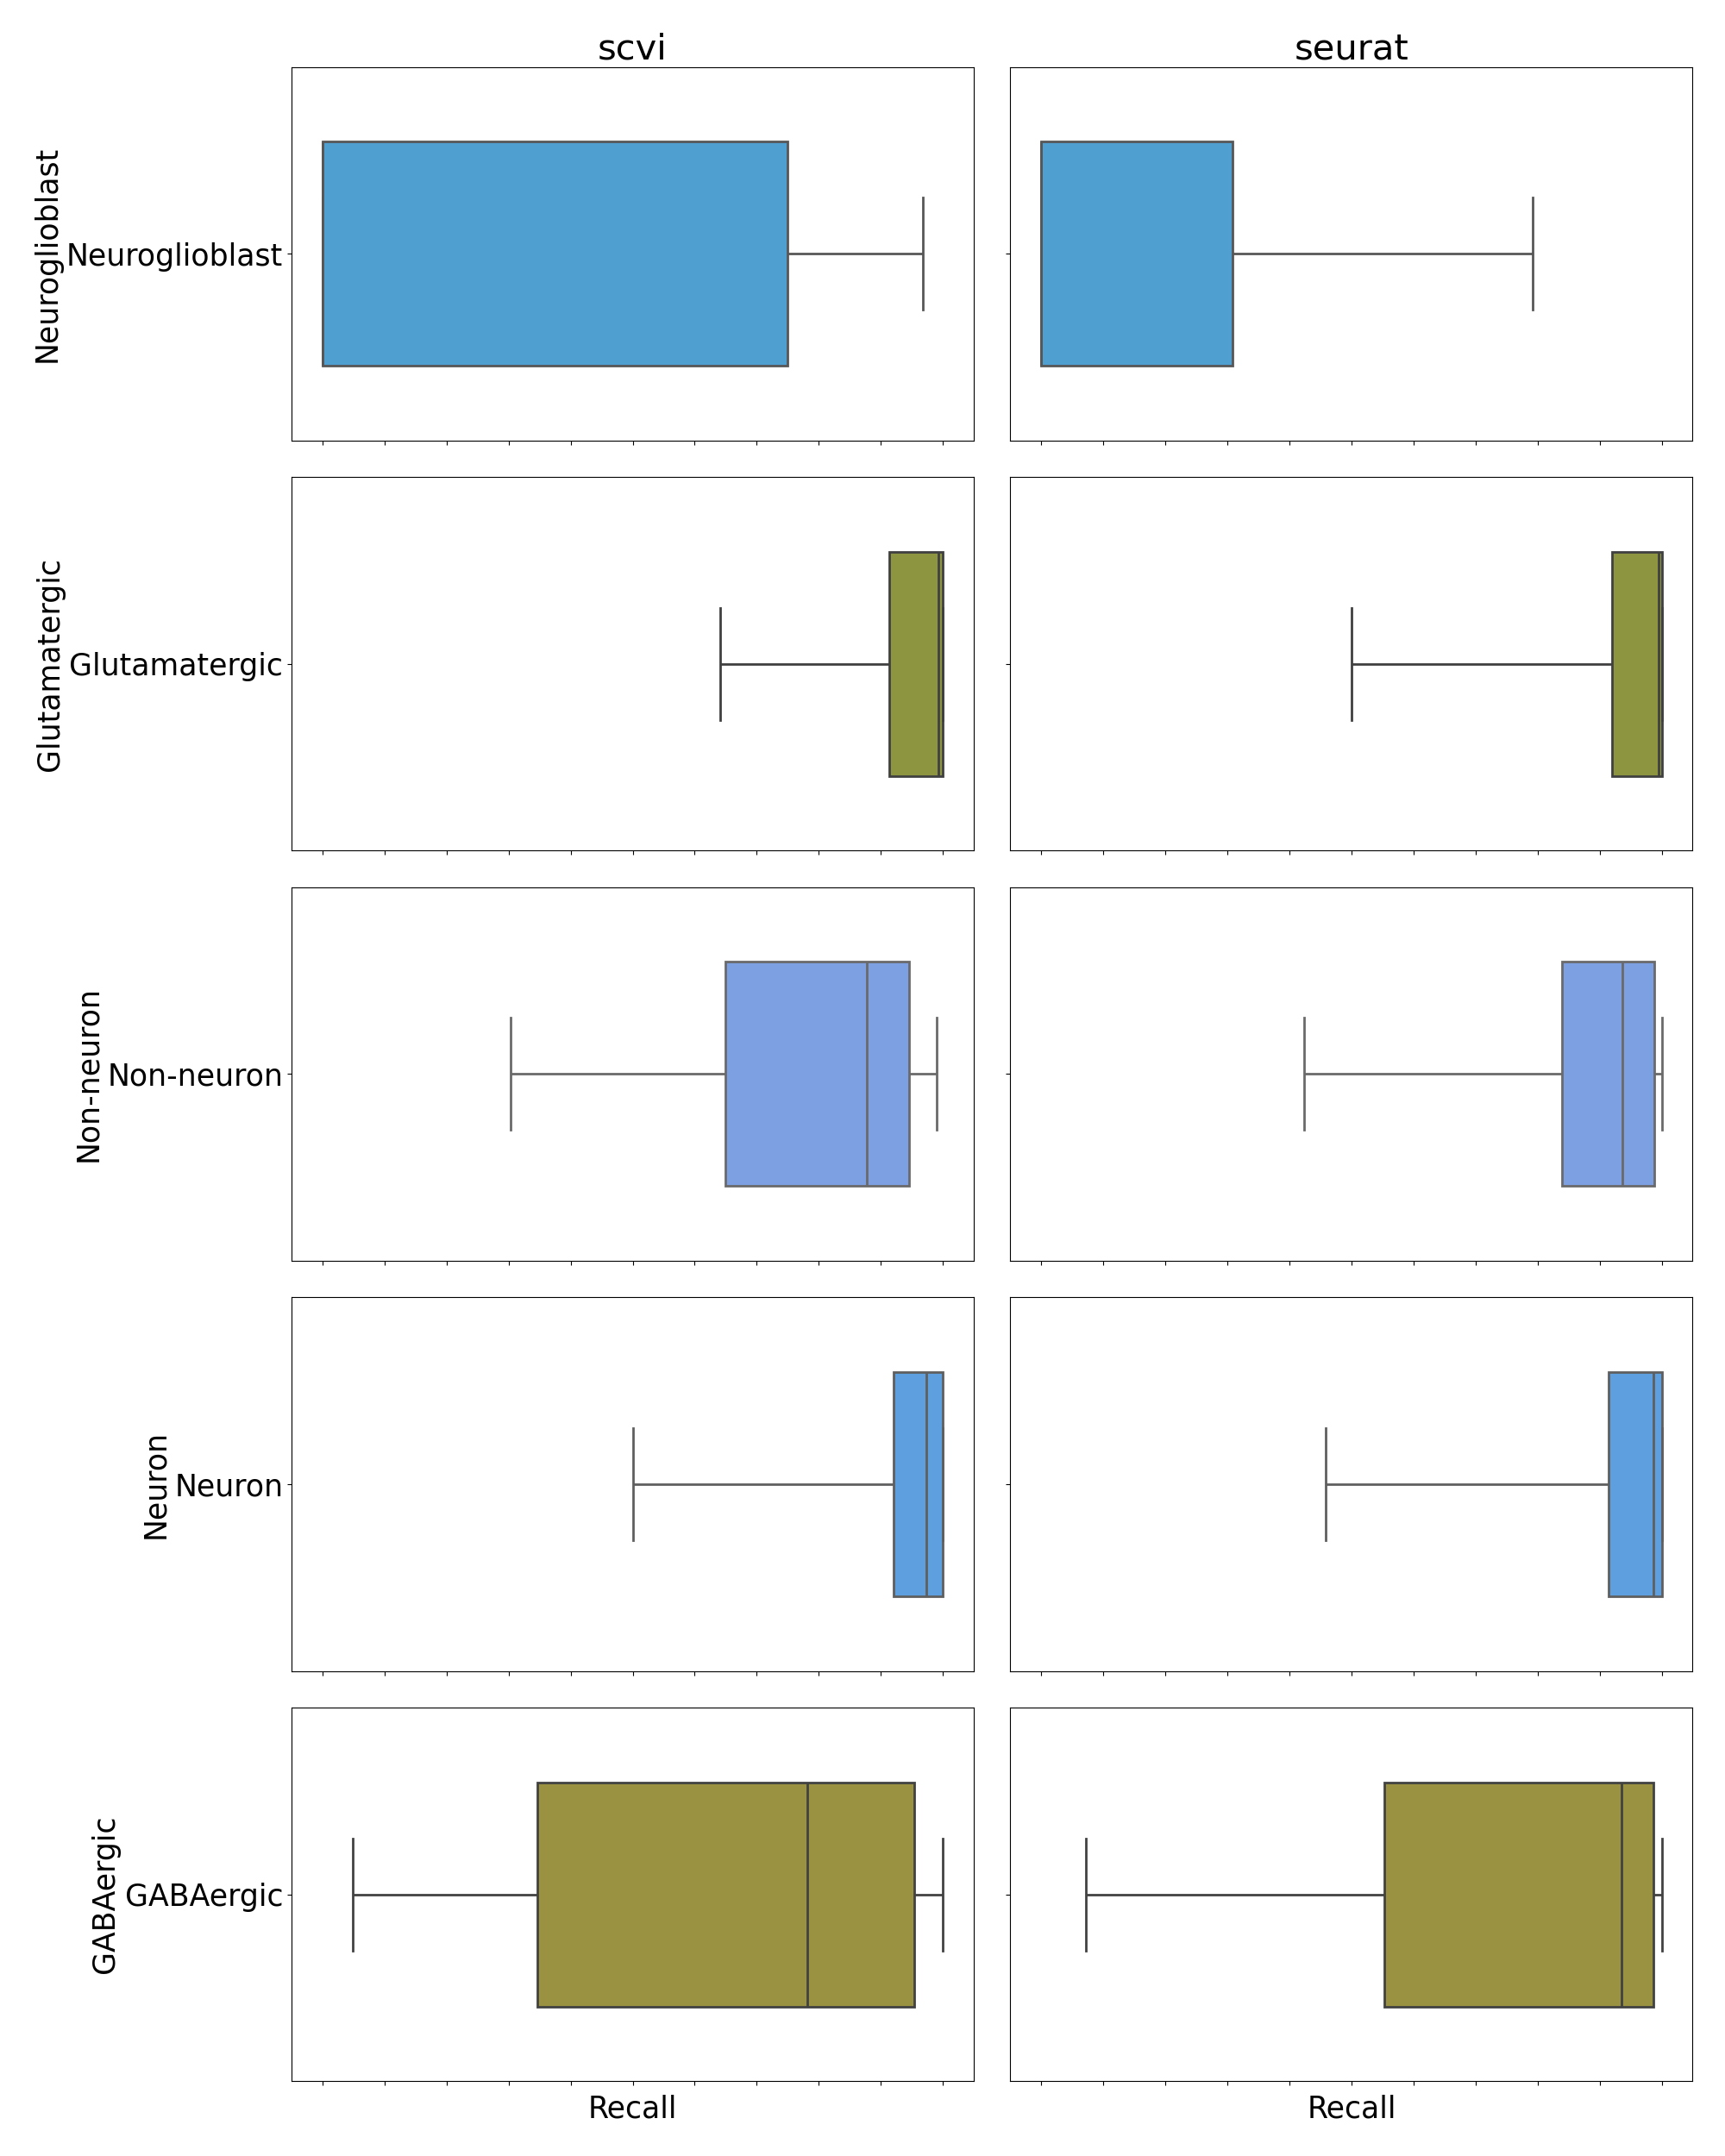 scvi
seurat
Neuroglioblast
Neuroglioblast
Glutamatergic
Glutamatergic
Non-neuron
Non-neuron
Neuron
Neuron
GABAergic
GABAergic
Recall
Recall